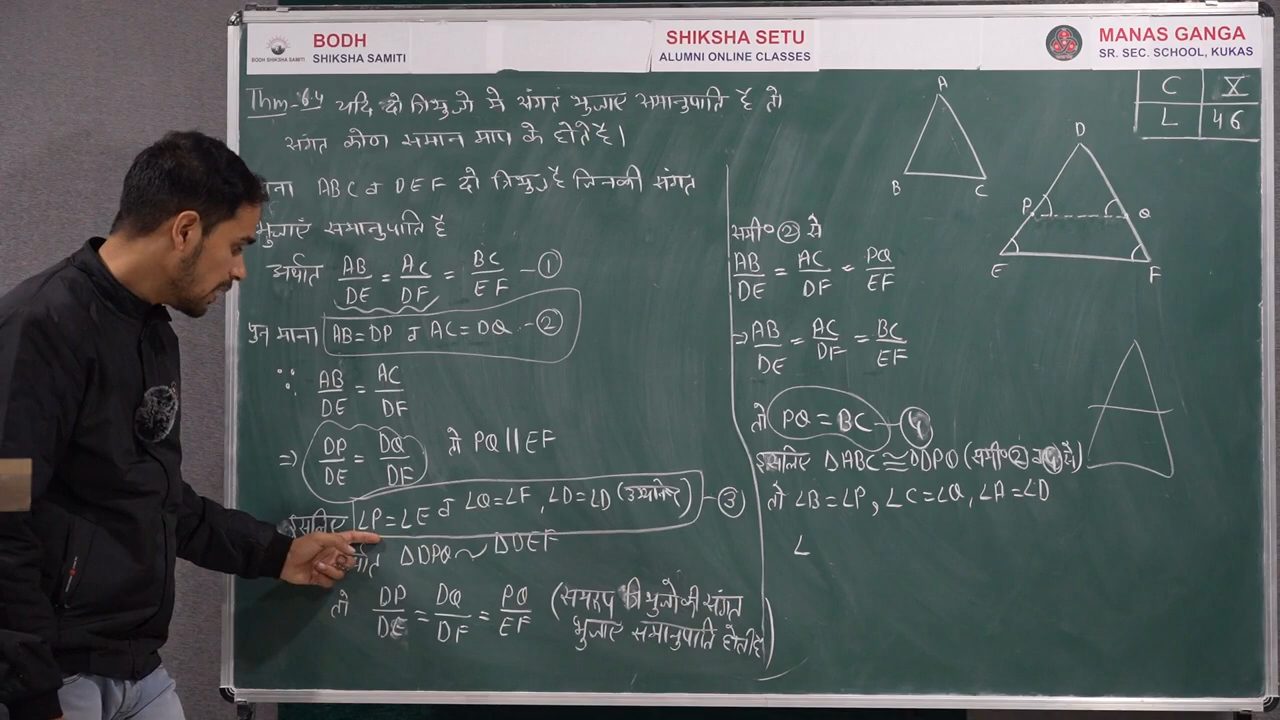 BODH
SHIKSHA SAMITI
BODH SHIKSHA SAMITI
SHIKSHA SETU
ALUMNI ONLINE CLASSES
MANAS GANGA
SR. SEC. SCHOOL, KUKAS
C X
L 46
Thm-6.4 यदि दो त्रिभुजो मे संगत भुजाएं समानुपाति है तो
संगत कोण समान माप के होते है।
ABC व DEF दो त्रिभुज है जिनकी संगत
भुजाएं समानुपाति है
अर्थात AB/DE = AC/DF = BC/EF - ①
पुन माना AB=DP व AC=DQ - ②
∵ AB/DE = AC/DF
⇒ DP/DE = DQ/DF तो PQ || EF
इसलिए ∠P=∠E व ∠Q=∠F, ∠D=∠D (उभयनिष्ठ) - ③
ΔDPQ ~ ΔDEF
तो DP/DE = DQ/DF = PQ/EF (समरूप त्रिभुजो की संगत
भुजाएं समानुपाति होती है)
समी० ② से
AB/DE = AC/DF = PQ/EF
⇒ AB/DE = AC/DF = BC/EF
तो PQ = BC - ④
इसलिए ΔABC ≅ DDPQ (समी० ② व ④ से)
तो ∠B=∠P, ∠C=∠Q, ∠A=∠D
∠
A
B
C
D
P
Q
E
F